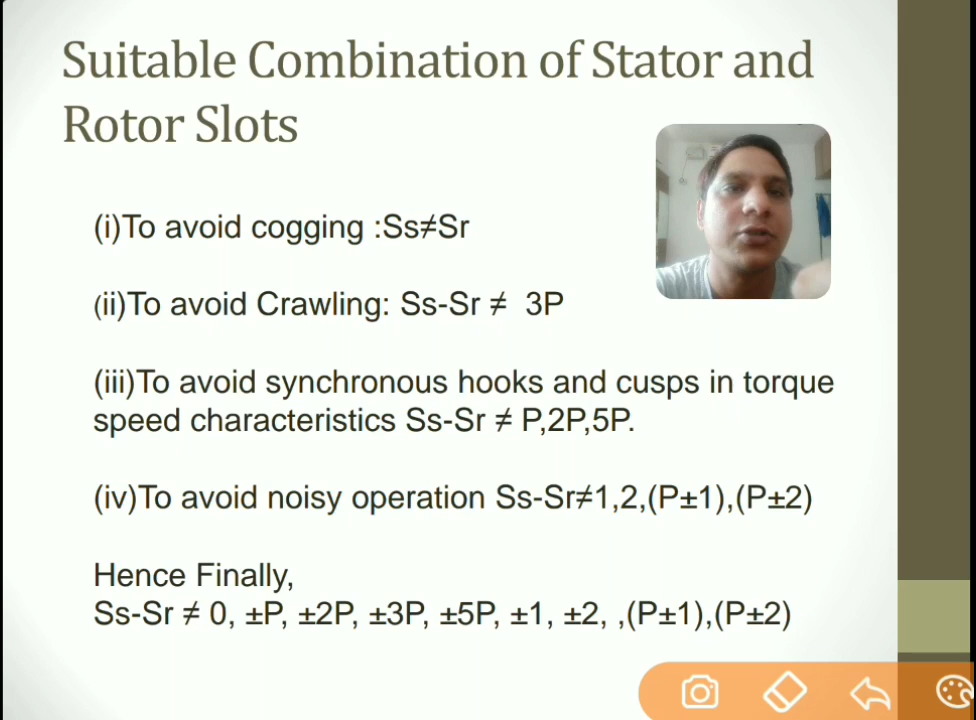 Suitable Combination of Stator and
Rotor Slots
(i)To avoid cogging :Ss≠Sr
(ii)To avoid Crawling: Ss-Sr ≠ 3P
(iii)To avoid synchronous hooks and cusps in torque
speed characteristics Ss-Sr ≠ P,2P,5P.
(iv)To avoid noisy operation Ss-Sr≠1,2,(P±1),(P±2)
Hence Finally,
Ss-Sr ≠ 0, ±P, ±2P, ±3P, ±5P, ±1, ±2, ,(P±1),(P±2)